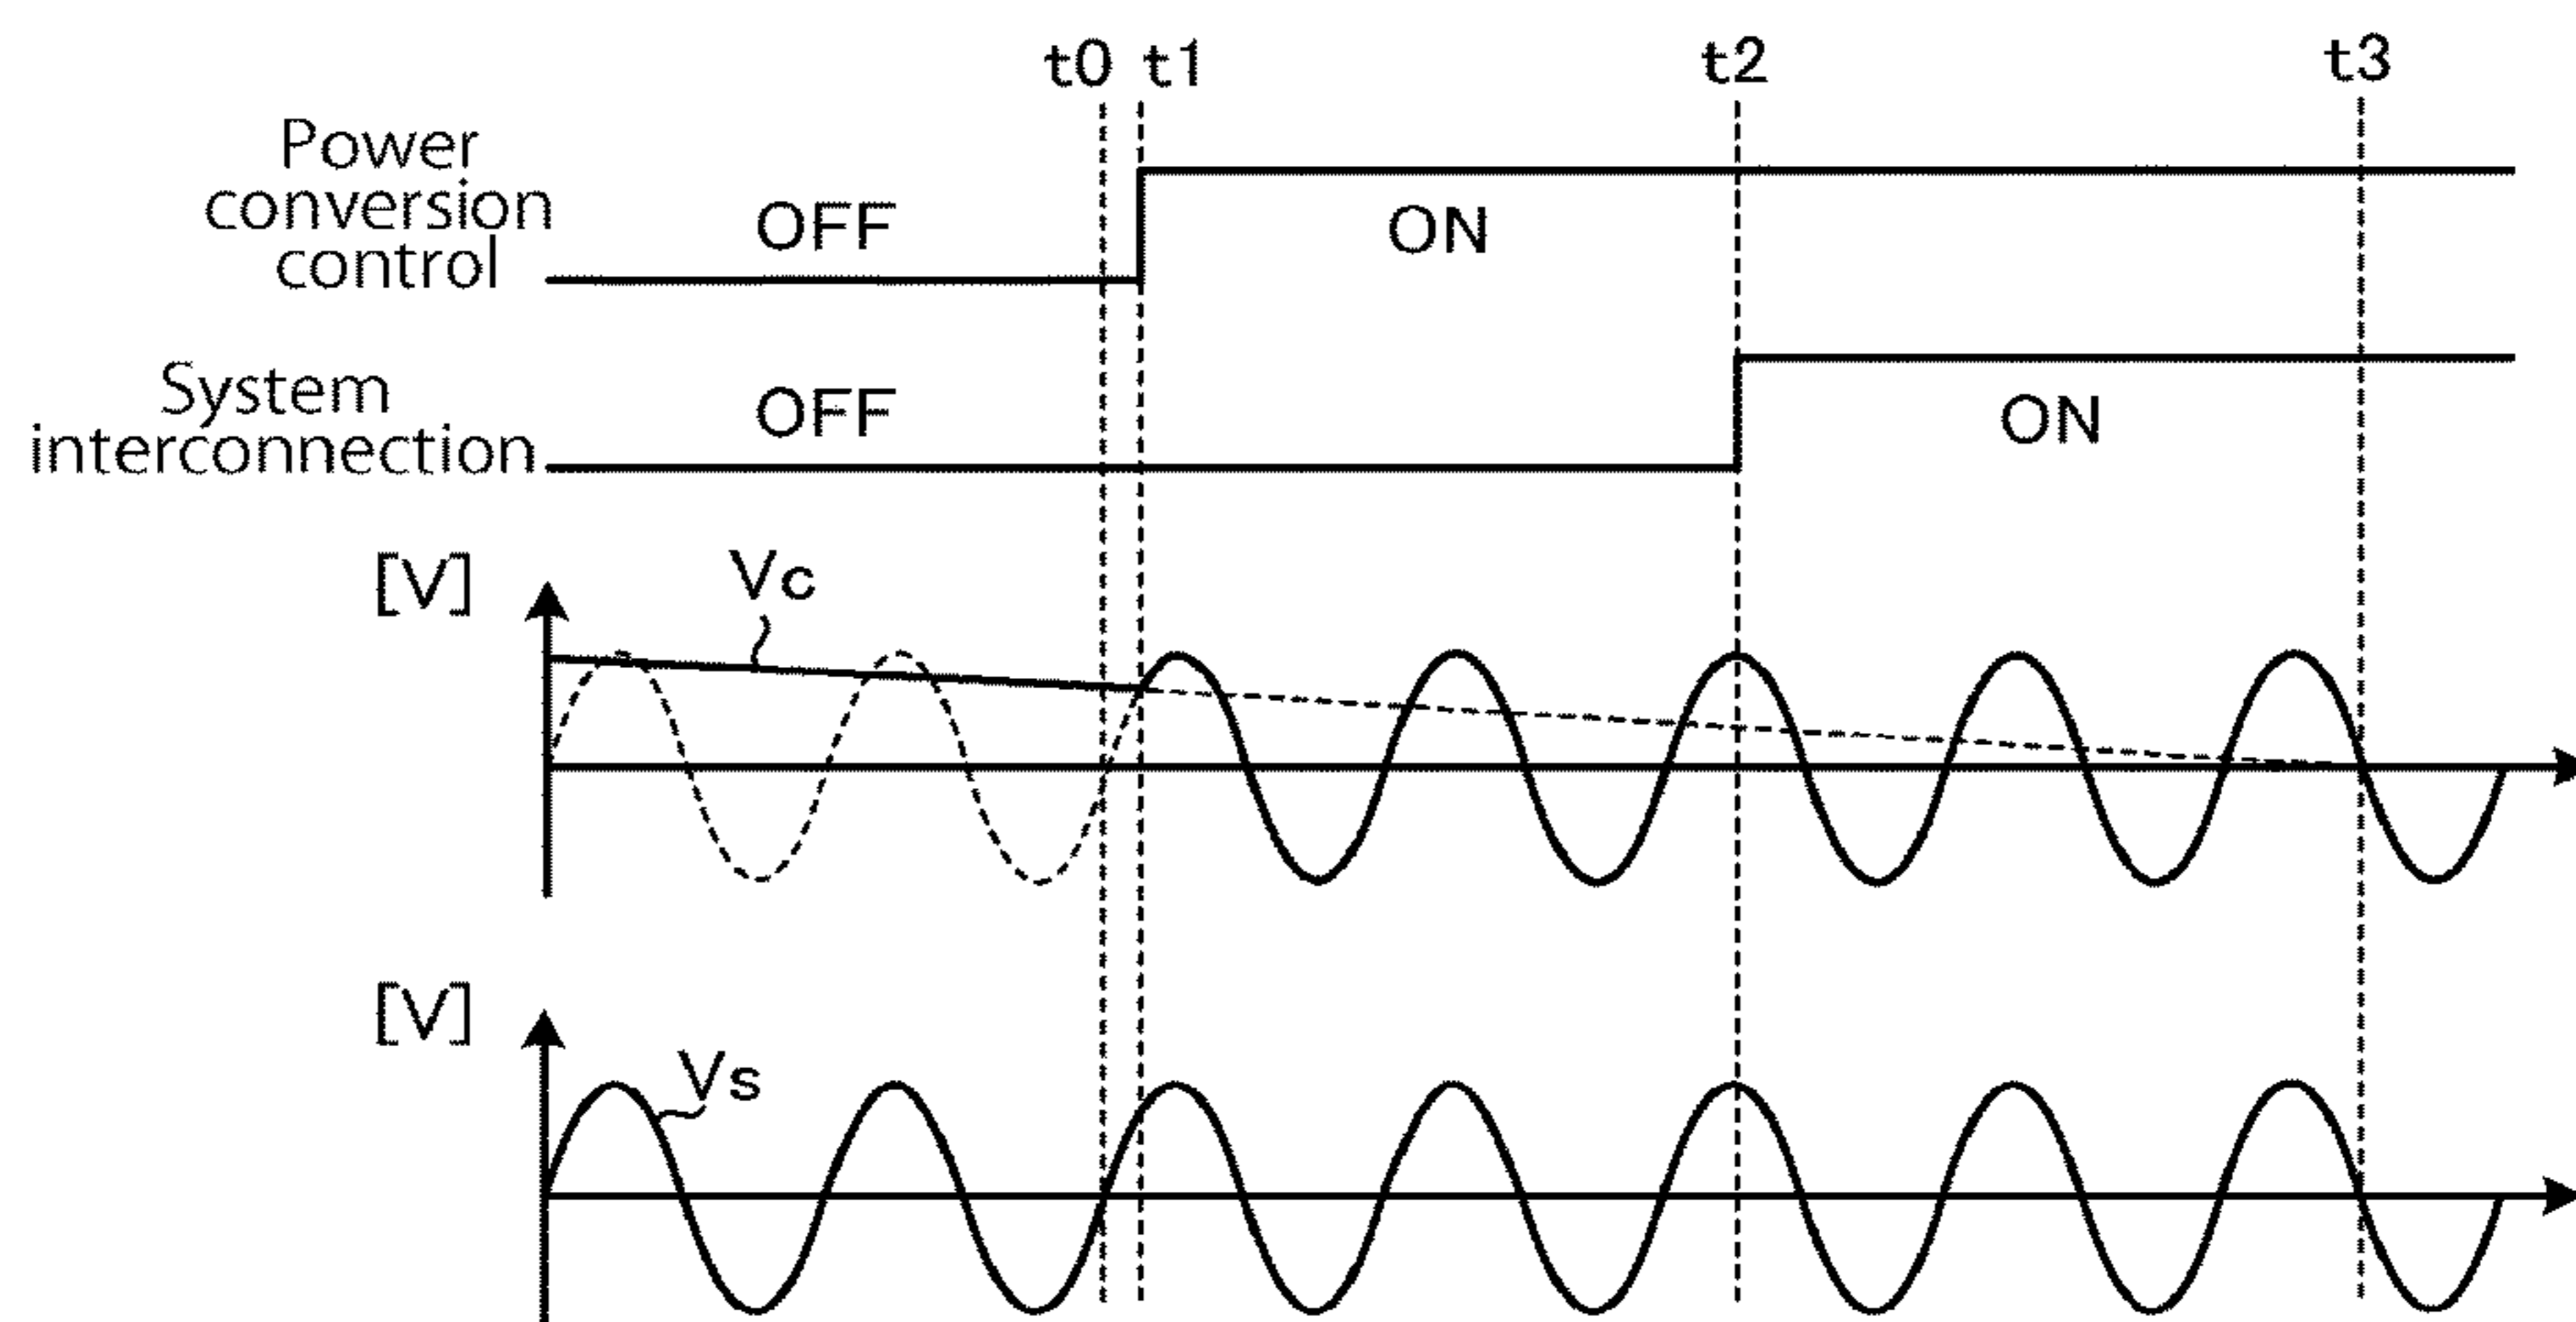 t0 t1 t2 t3
Power
conversion
control
OFF ON
System
interconnection
OFF ON
[V]
Vc
[V]
Vs